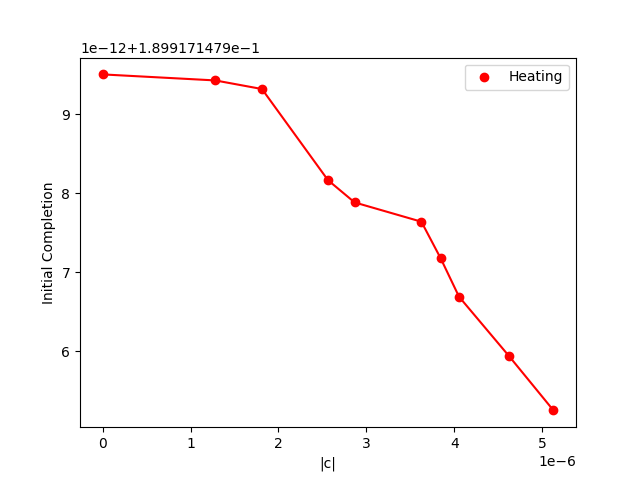 1e−12+1.899171479e−1
Heating
9
8
7
6
Initial Completion
0 1 2 3 4 5
1e−6
|c|